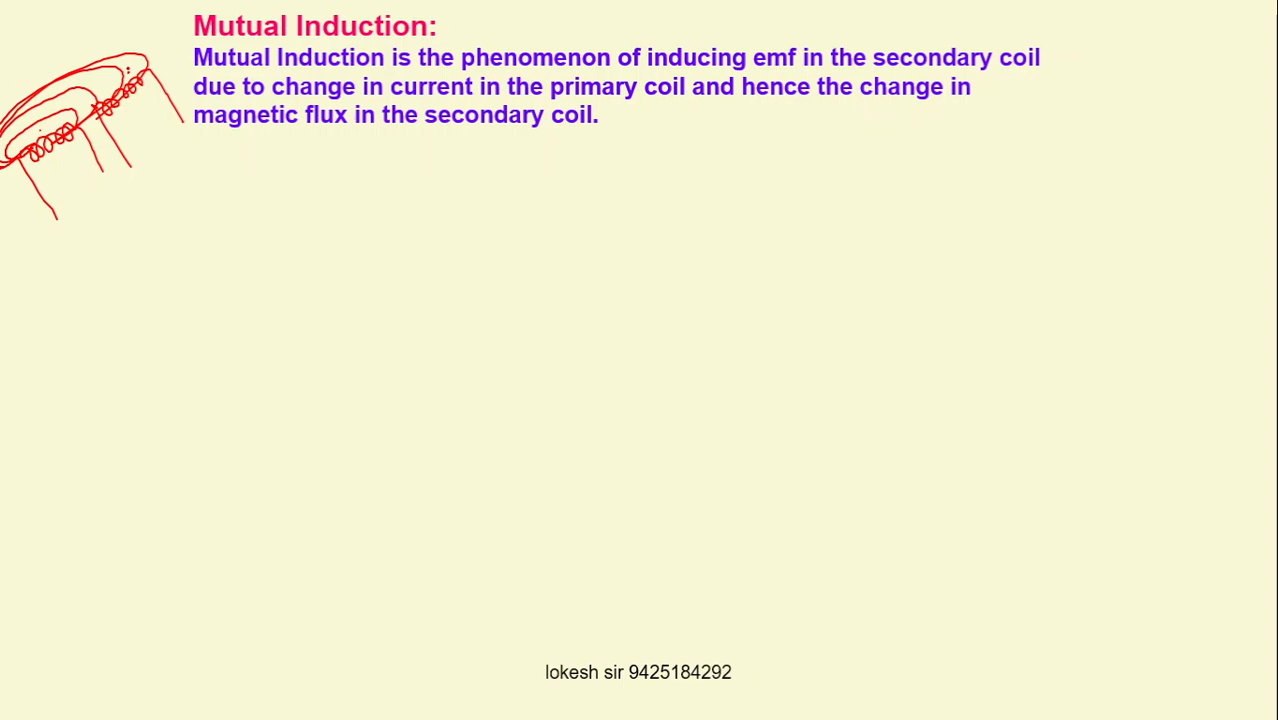 Mutual Induction:
Mutual Induction is the phenomenon of inducing emf in the secondary coil
due to change in current in the primary coil and hence the change in
magnetic flux in the secondary coil.
lokesh sir 9425184292